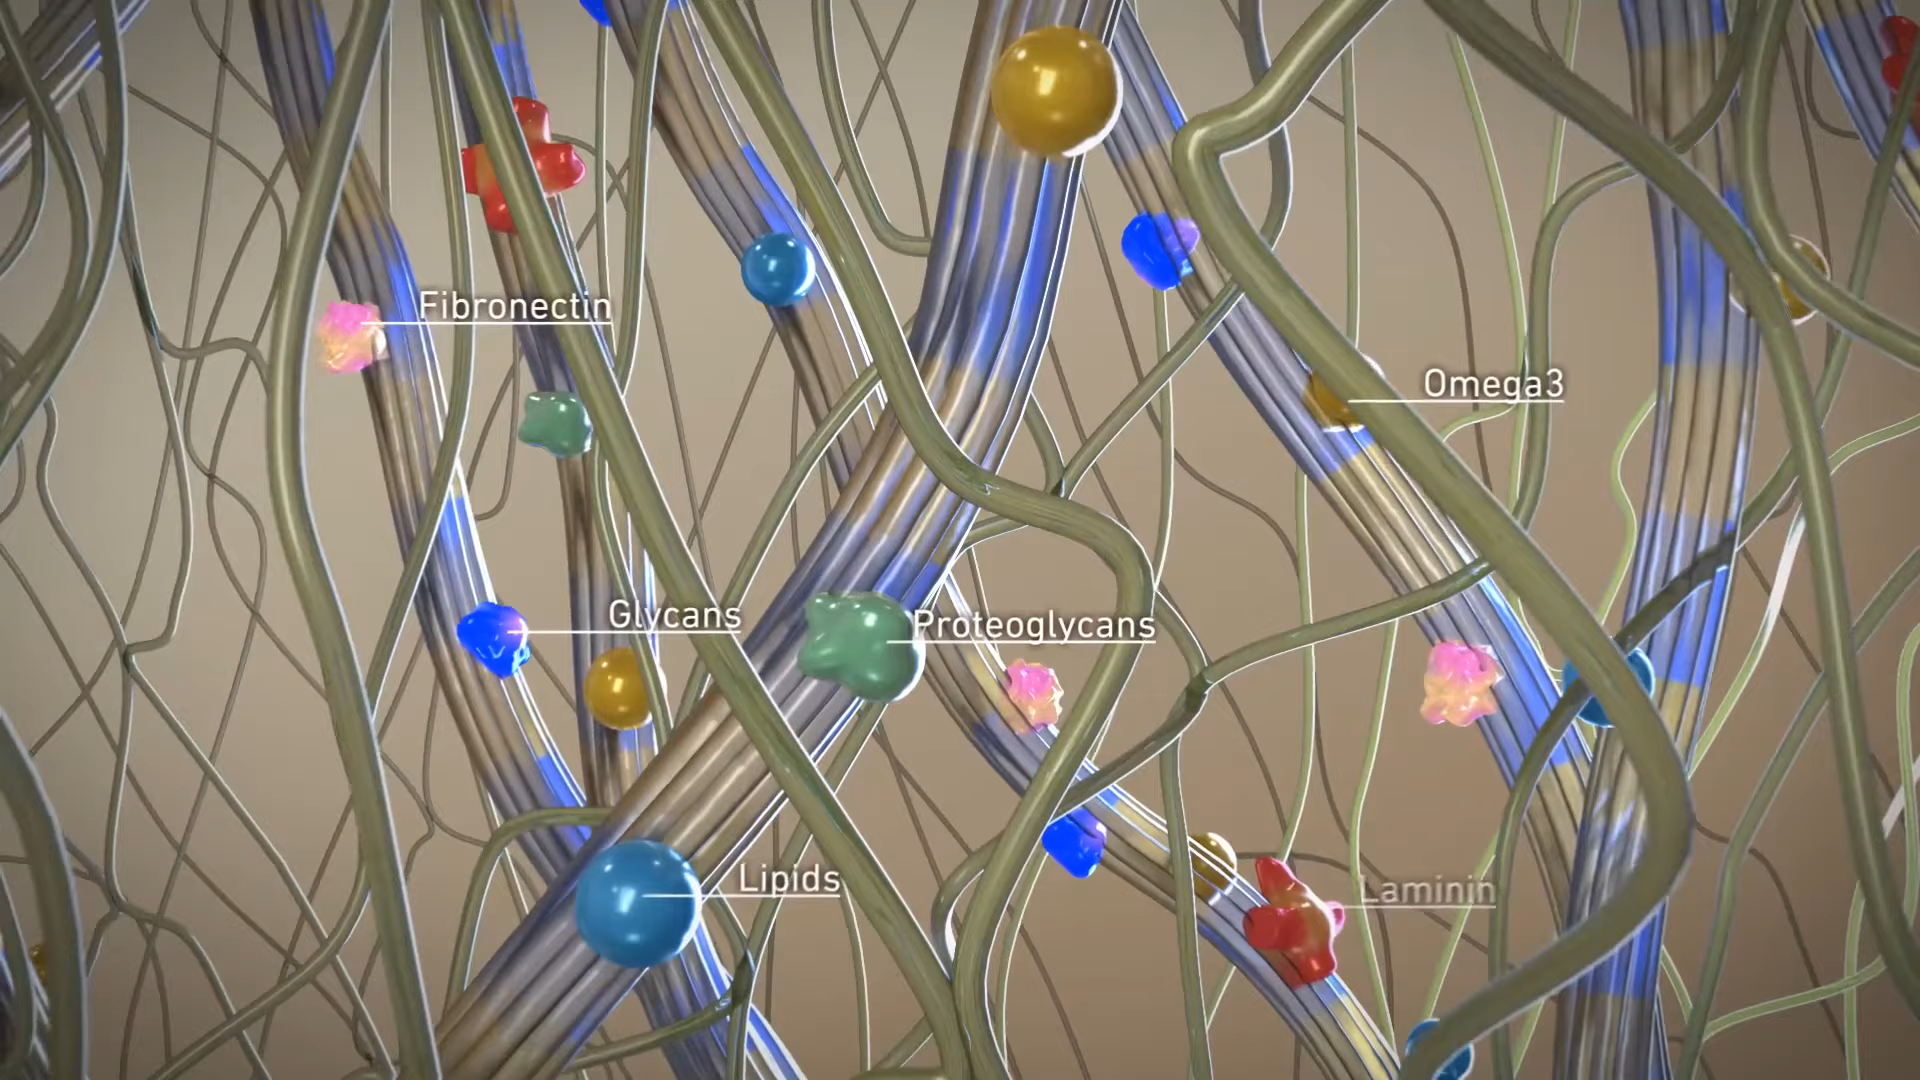 Fibronectin
Omega3
Glycans
Proteoglycans
Lipids
Laminin